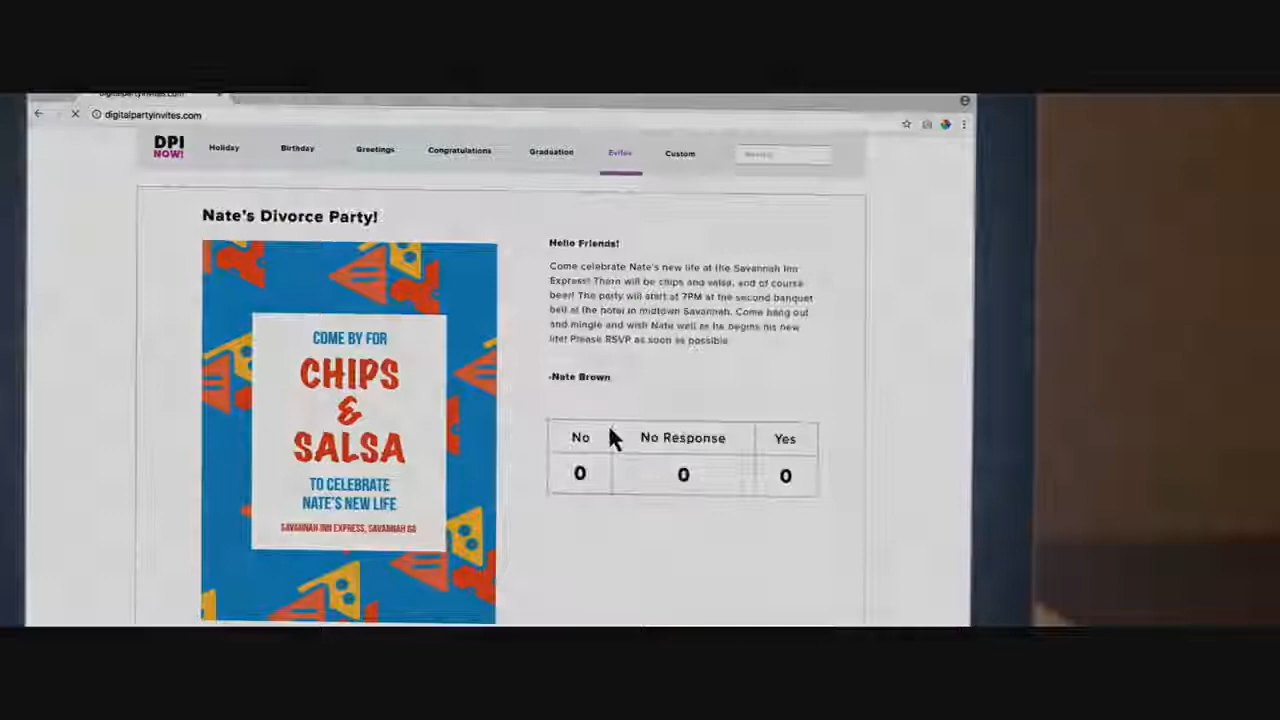 digitalpartyinvites.com
digitalpartyinvites.com
DPI
NOW!
Holiday
Birthday
Greetings
Congratulations
Graduation
Evites
Custom
Nate's Divorce Party!
COME BY FOR
CHIPS
&
SALSA
TO CELEBRATE
NATE'S NEW LIFE
SAVANNAH INN EXPRESS, SAVANNAH GA
Hello Friends!
Come celebrate Nate's new life at the Savannah Inn
Express! There will be chips and salsa, and of course
beer! The party will start at 7PM at the second banquet
at the hotel in midtown Savannah. Come hang out
and mingle and wish Nate well as he begins his new
life! Please RSVP as soon as possible
-Nate Brown
No
No Response
Yes
0
0
0